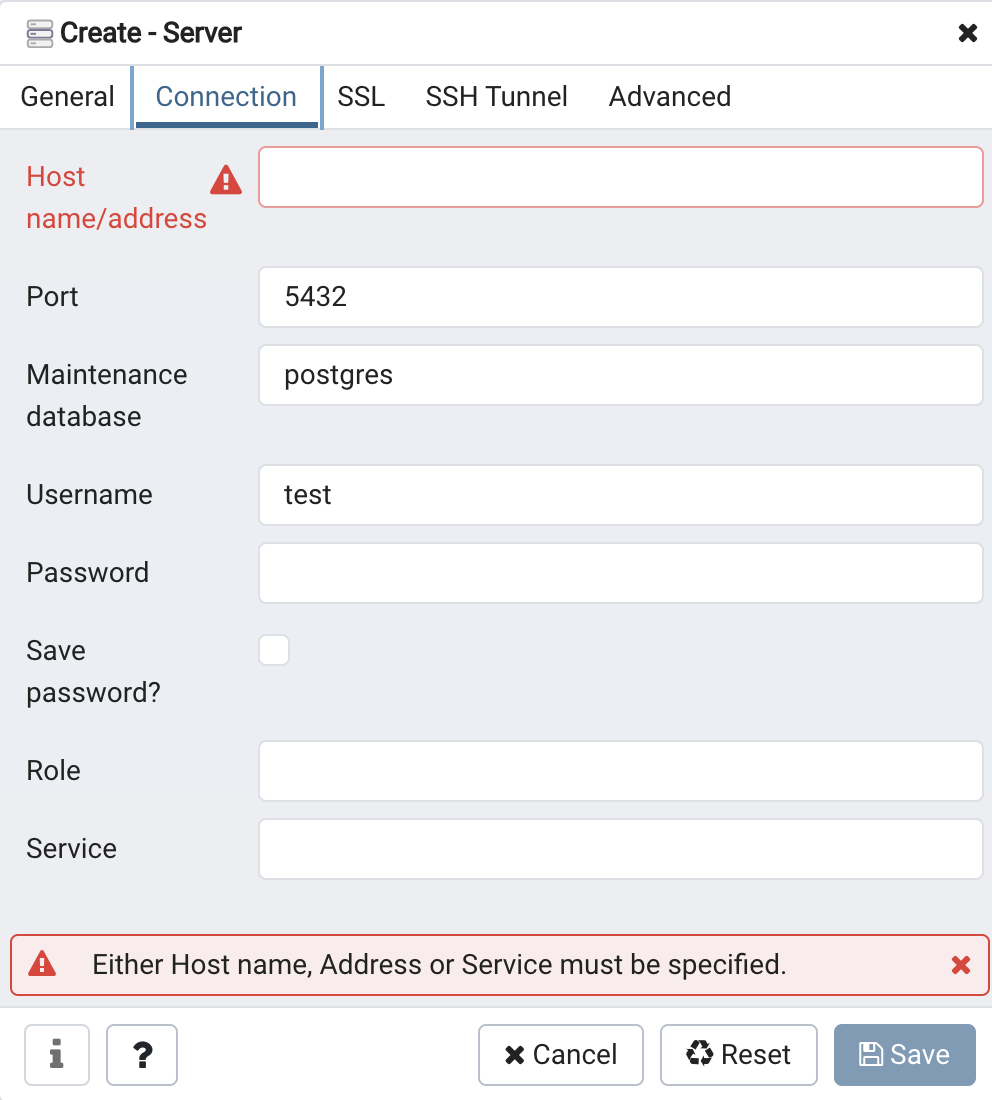 Create - Server
General Connection SSL SSH Tunnel Advanced
Host
name/address
Port 5432
Maintenance postgres
database
Username test
Password
Save
password?
Role
Service
Either Host name, Address or Service must be specified.
i ? Cancel Reset Save